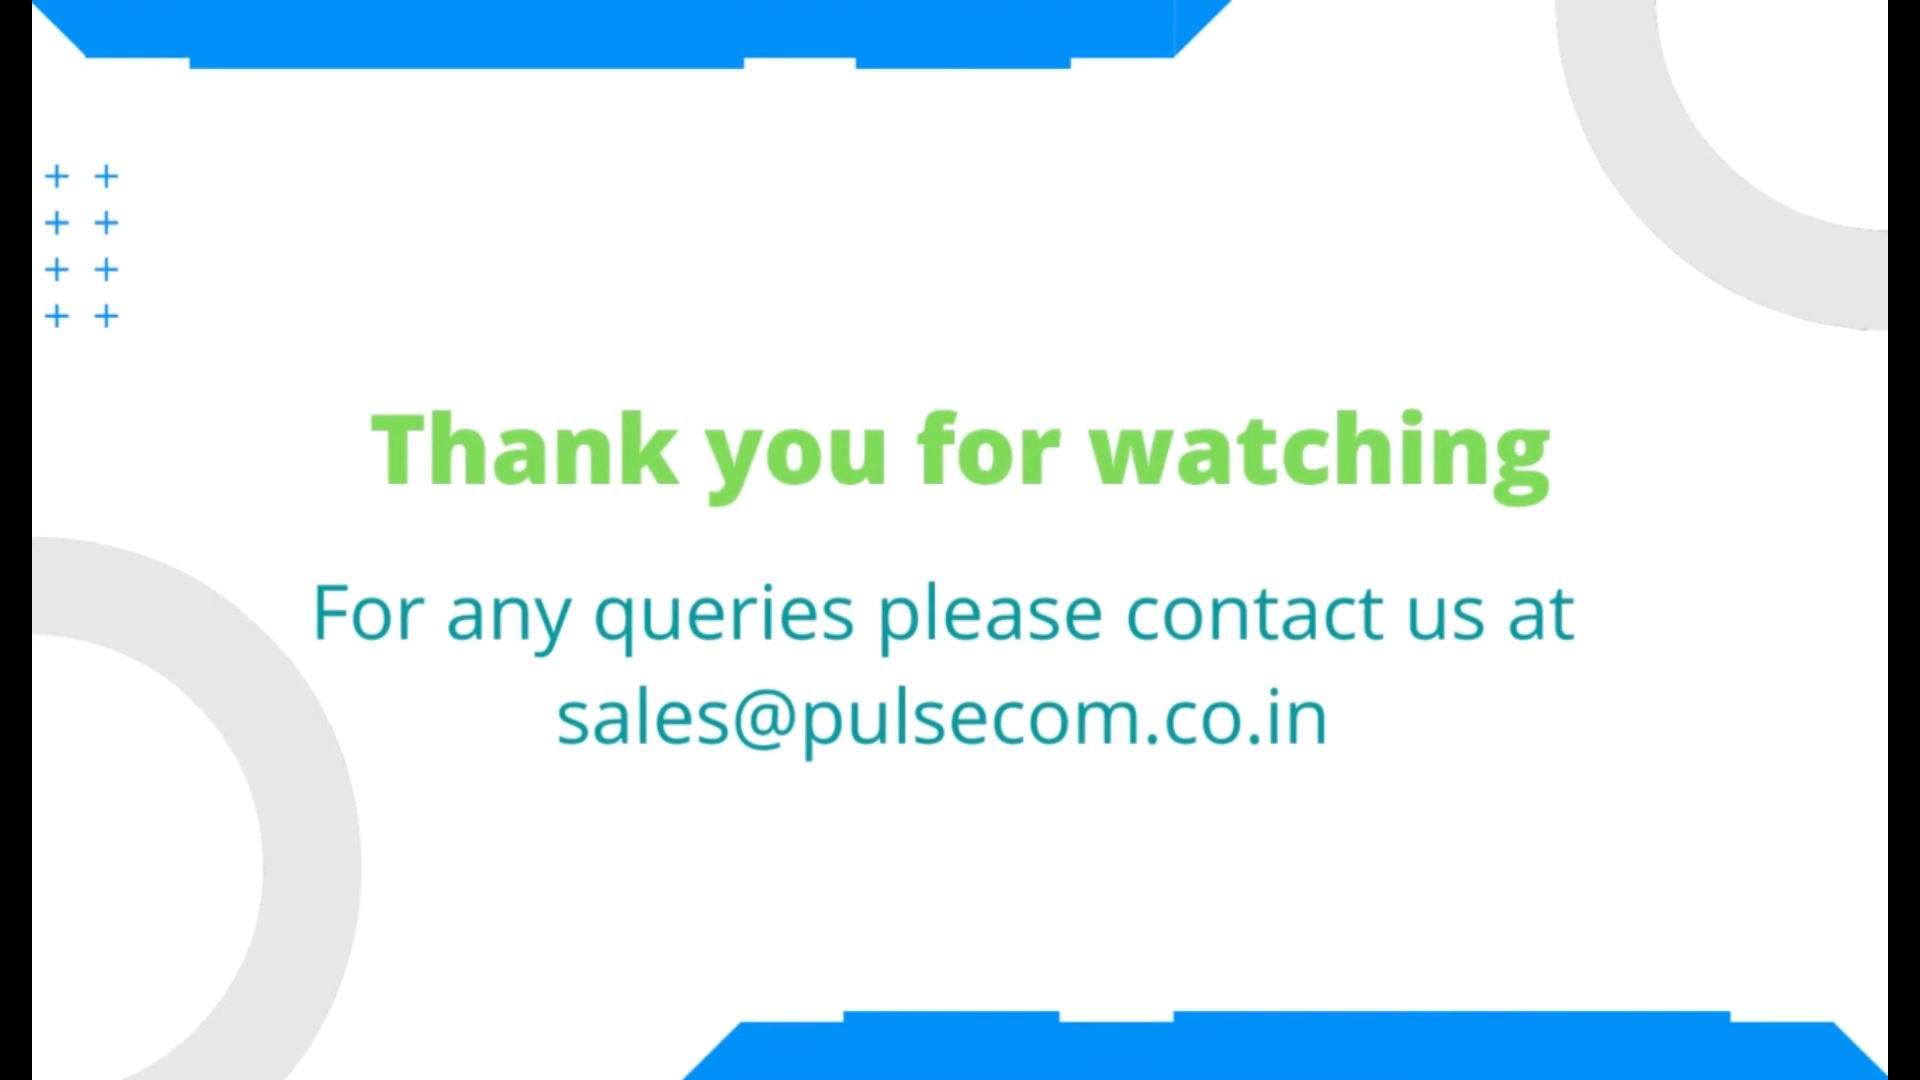 Thank you for watching
For any queries please contact us at
sales@pulsecom.co.in